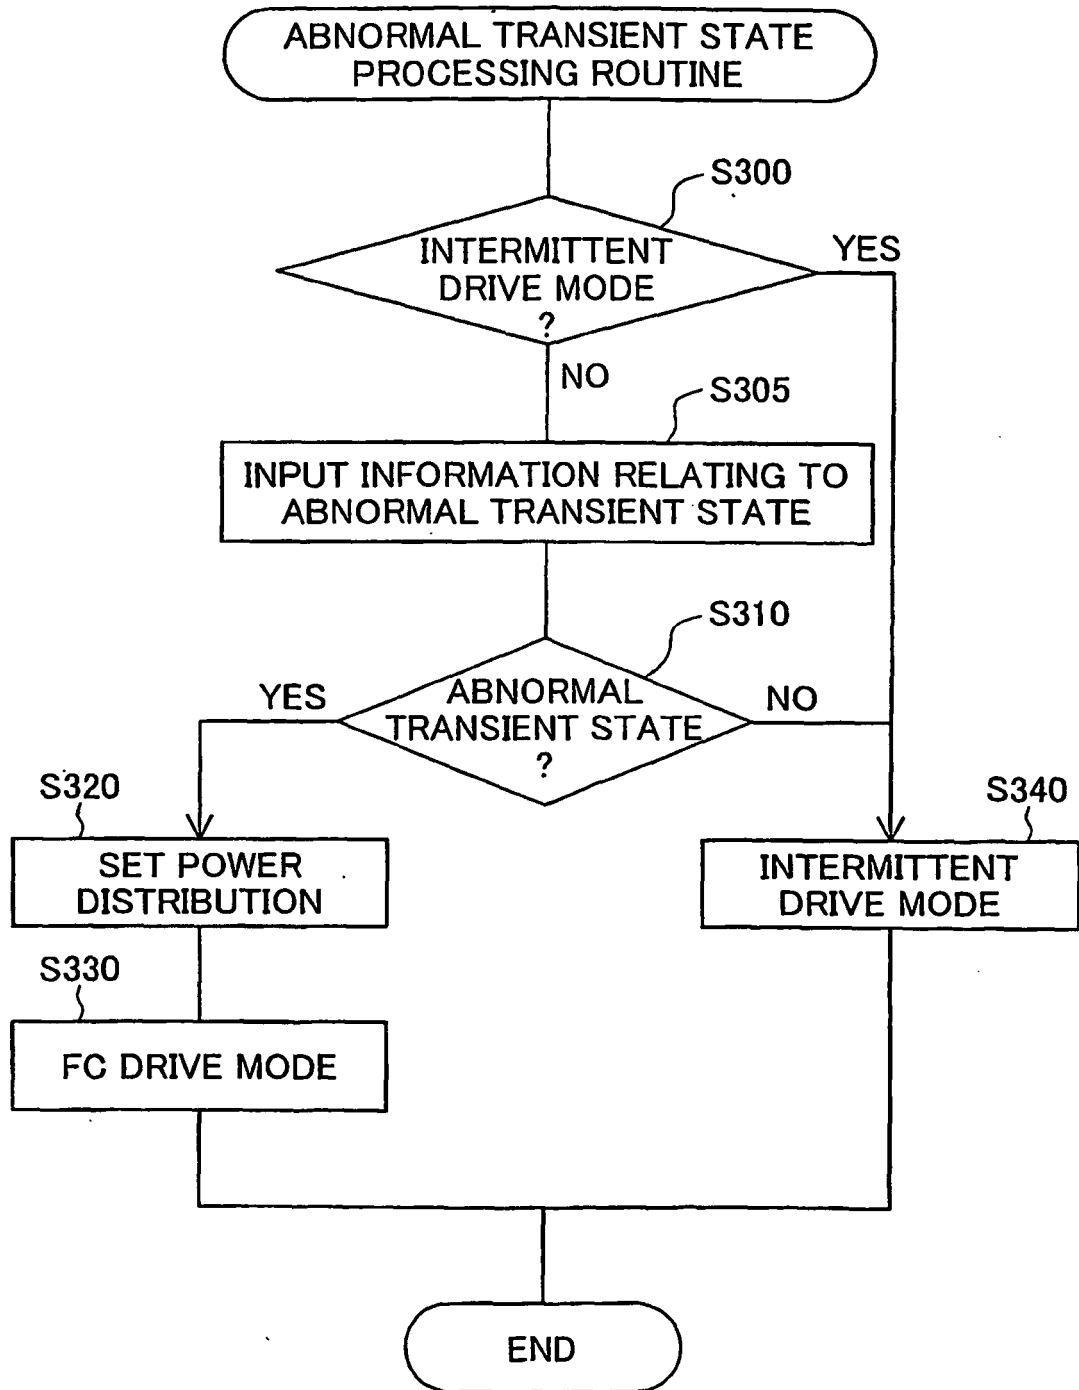 ABNORMAL TRANSIENT STATE
PROCESSING ROUTINE
S300
INTERMITTENT
DRIVE MODE
?
YES
NO
S305
INPUT INFORMATION RELATING TO
ABNORMAL TRANSIENT STATE
S310
ABNORMAL
TRANSIENT STATE
?
YES
NO
S320
SET POWER
DISTRIBUTION
S340
INTERMITTENT
DRIVE MODE
S330
FC DRIVE MODE
END